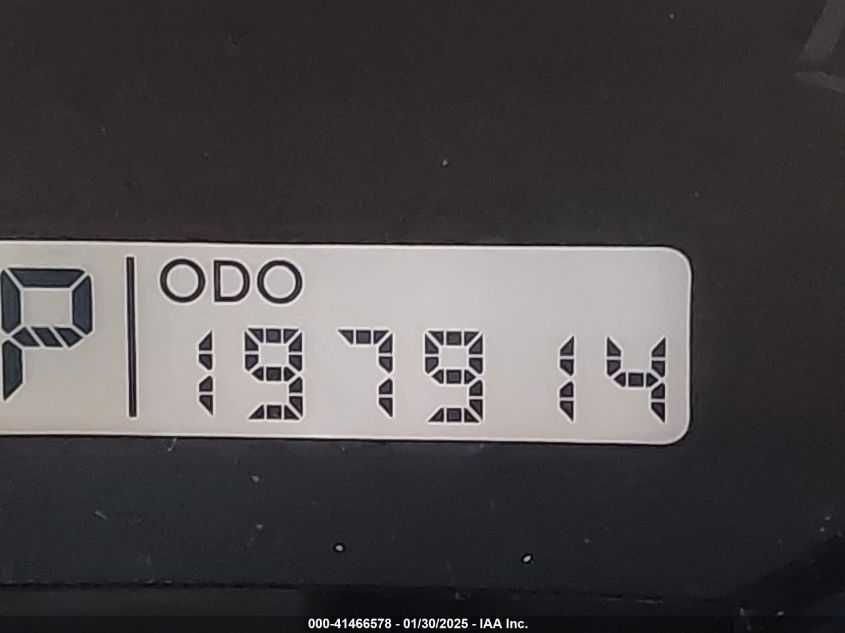 P
ODO
197914
000-41466578 - 01/30/2025 - IAA Inc.